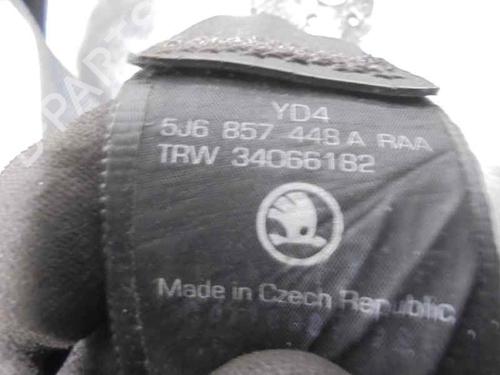 YD4
5J6 857 448 A RAA
TRW 34066182
Made in Czech Republic